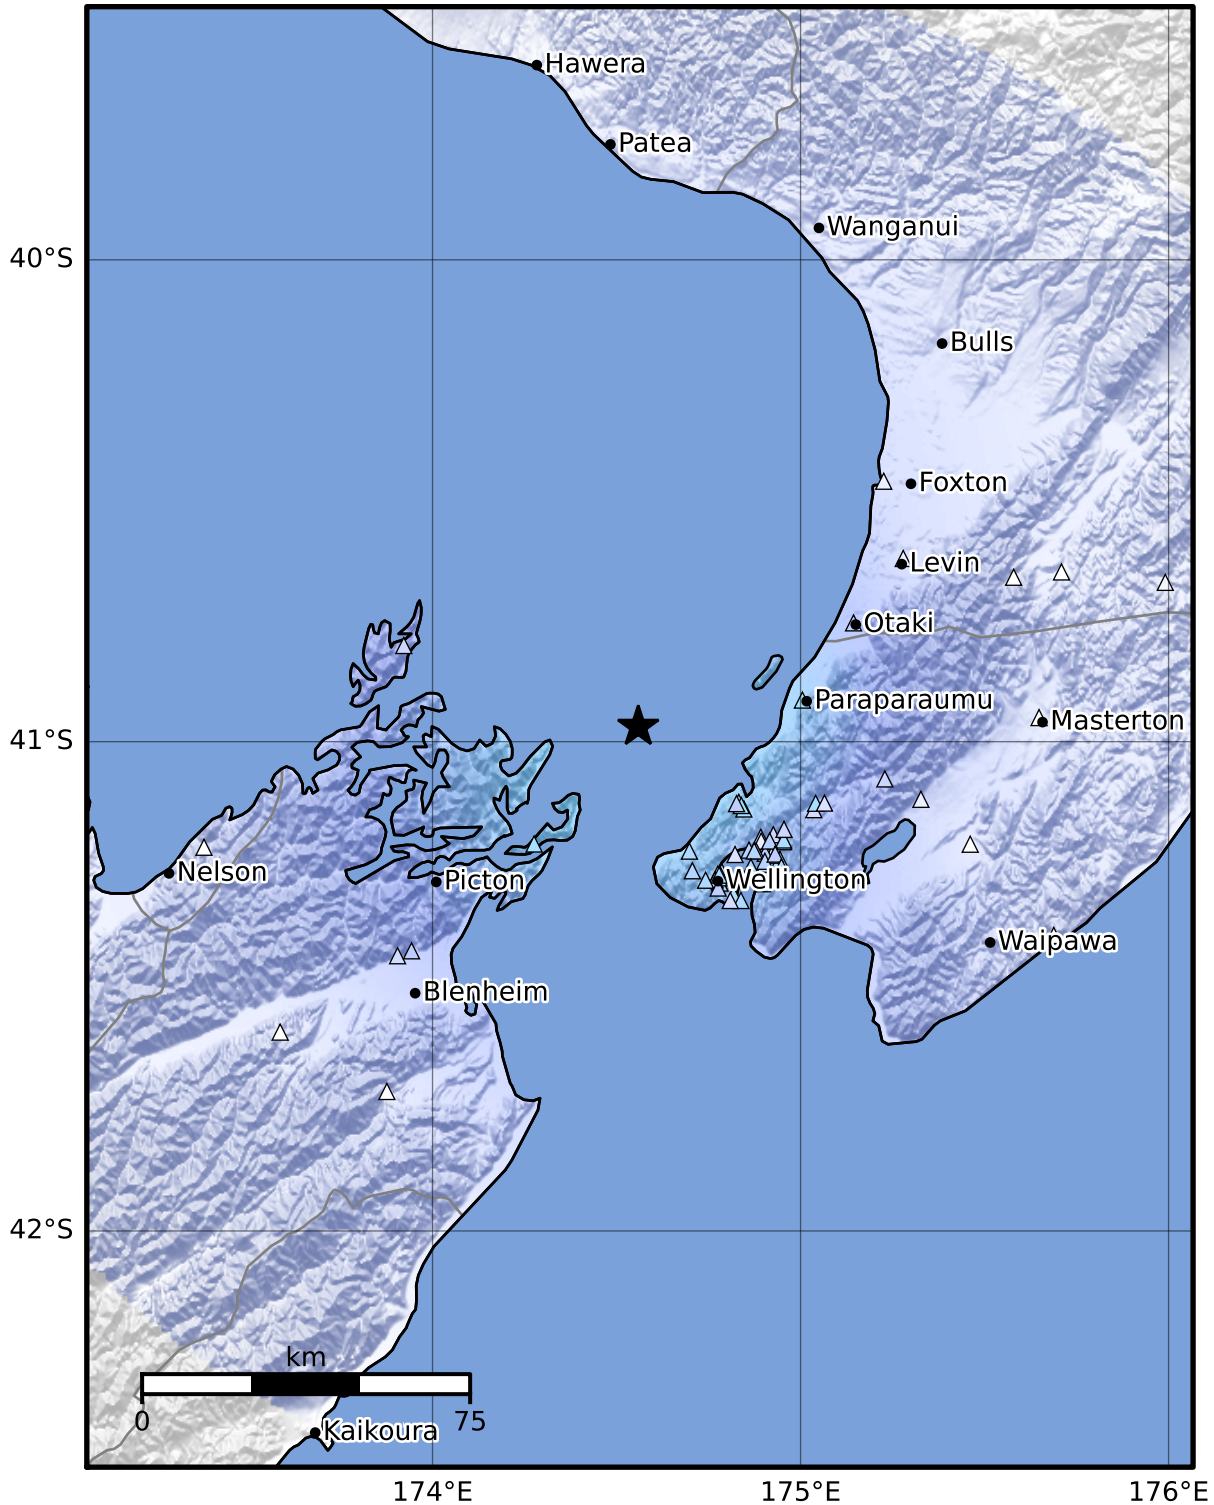 Hawera
Patea
Wanganui
40°S
Bulls
Foxton
Levin
Otaki
Paraparaumu
Masterton
41°S
Nelson
Picton
Wellington
Waipawa
Blenheim
42°S
km
0
75
Kaikoura
174°E
175°E
176°E